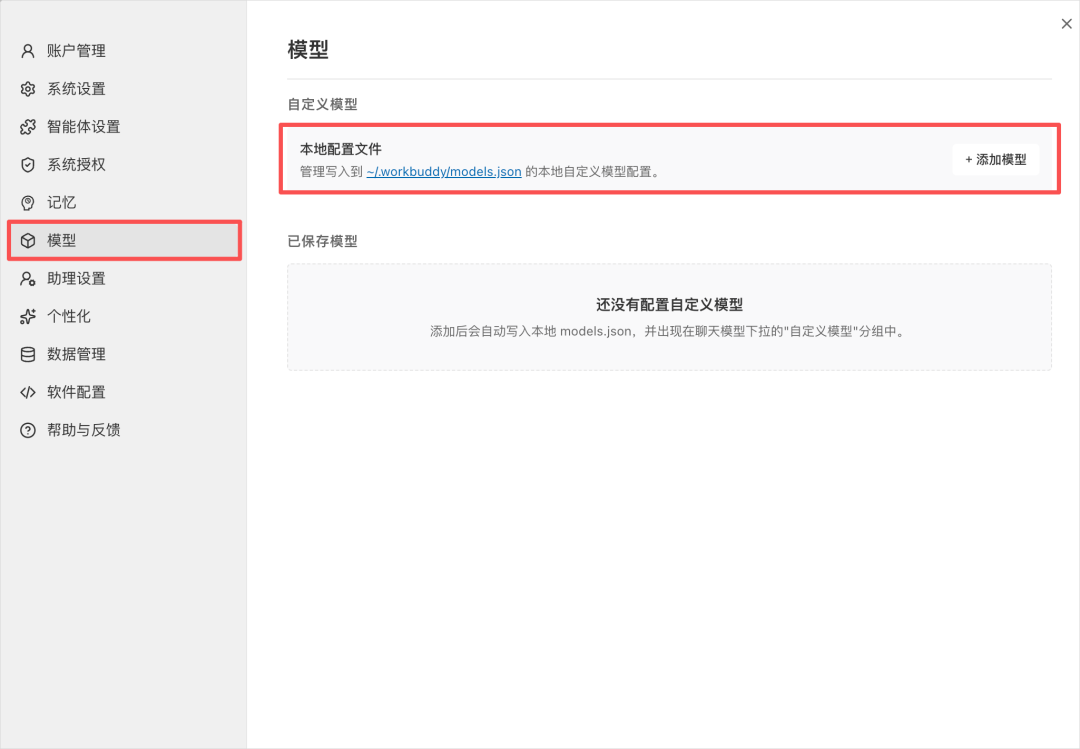 账户管理
系统设置
智能体设置
系统授权
记忆
模型
助理设置
个性化
数据管理
软件配置
帮助与反馈
模型
自定义模型
本地配置文件
管理写入到 ~/.workbuddy/models.json 的本地自定义模型配置。
+ 添加模型
已保存模型
还没有配置自定义模型
添加后会自动写入本地 models.json，并出现在聊天模型下拉的"自定义模型"分组中。